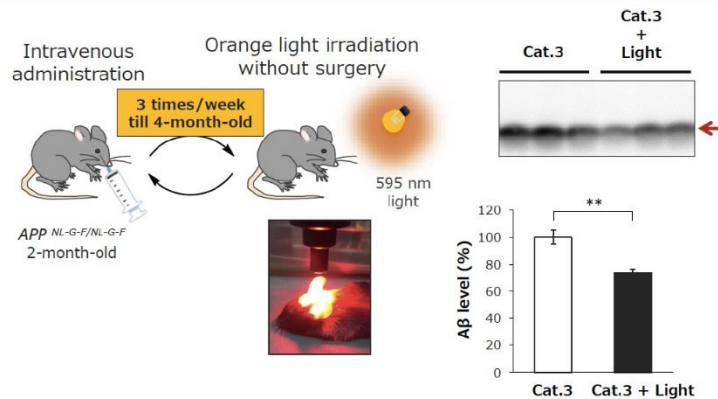 Intravenous
administration
Orange light irradiation
without surgery
3 times/week
till 4-month-old
595 nm
light
APP NL-G-F/NL-G-F
2-month-old
Cat.3
Cat.3
+
Light
Aβ level (%)
120
100
80
60
40
20
0
**
Cat.3
Cat.3 + Light